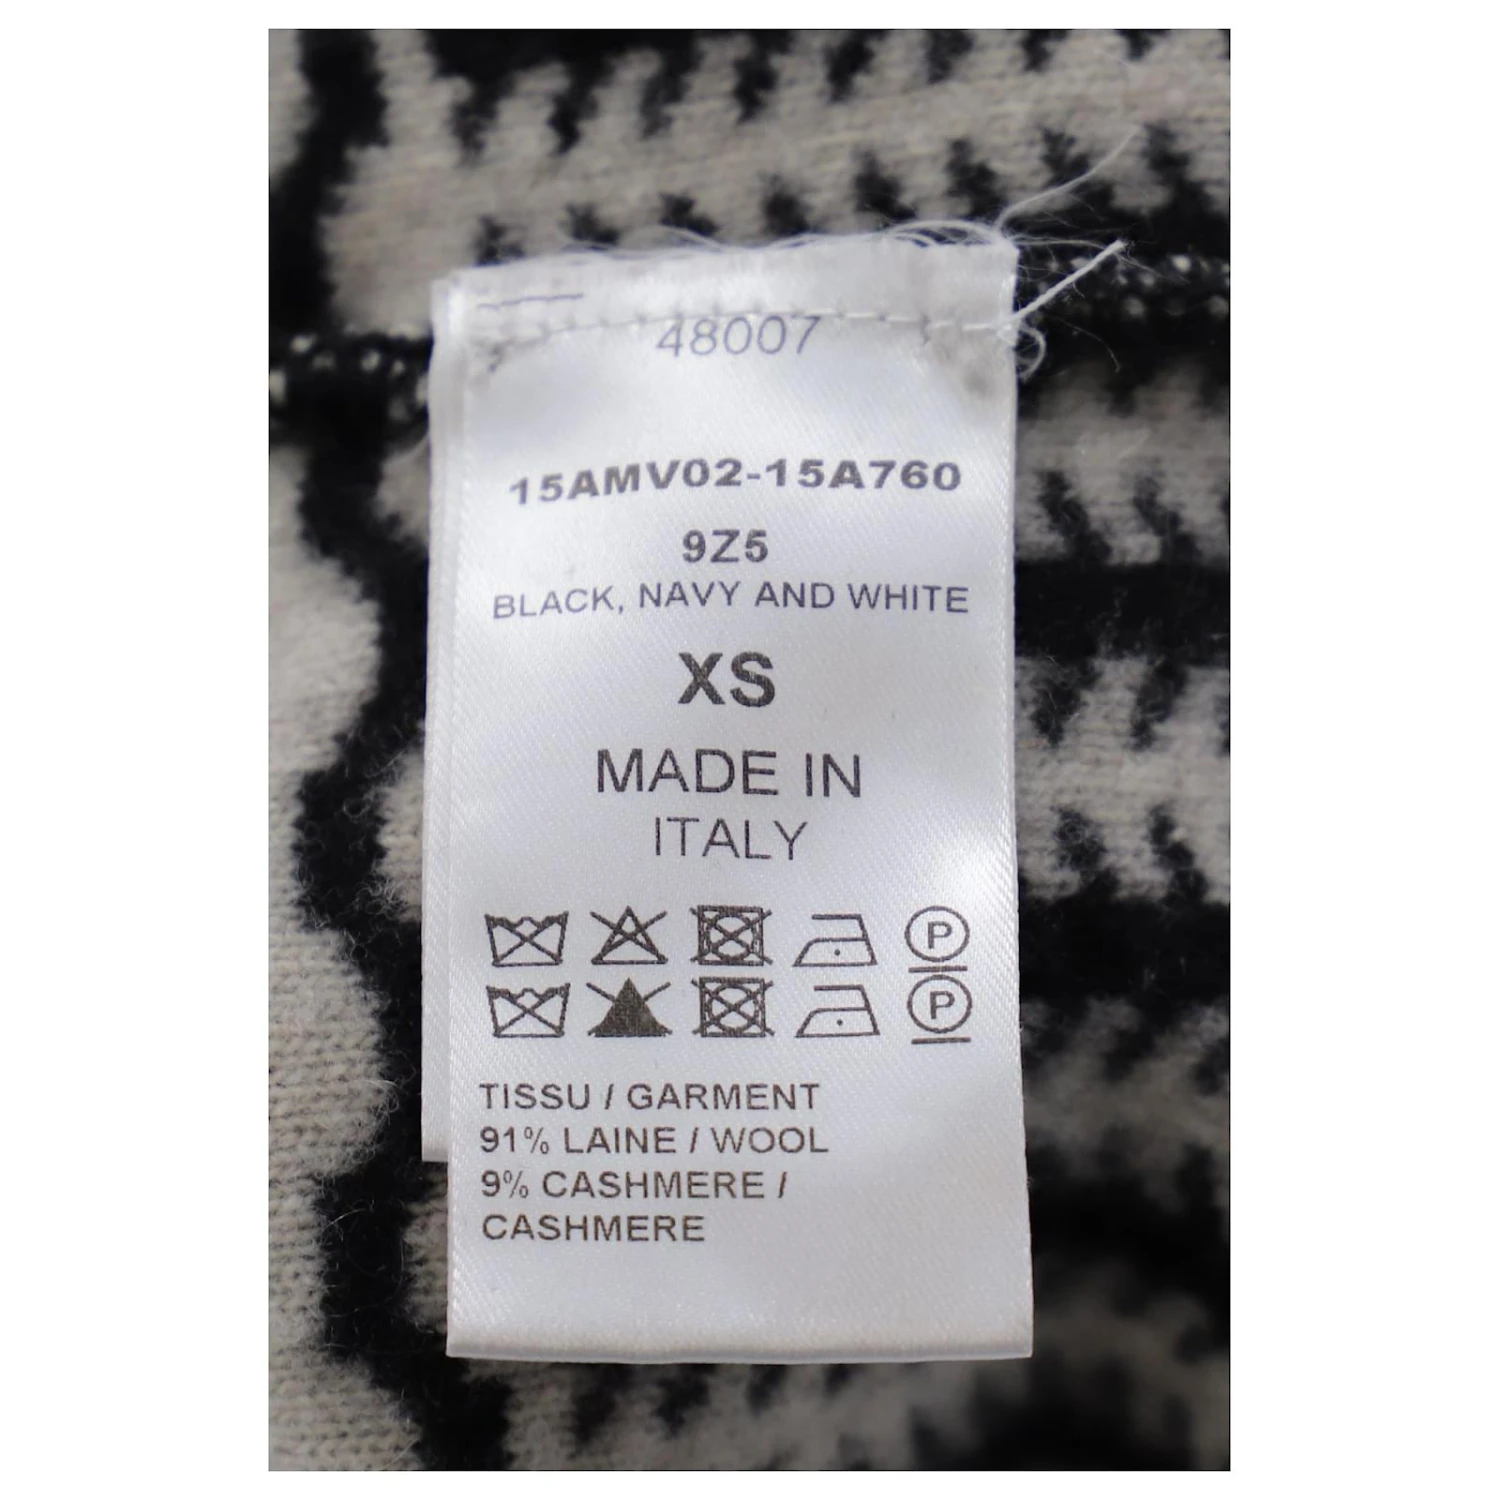 48007
15AMV02-15A760
9Z5
BLACK, NAVY AND WHITE
XS
MADE IN
ITALY
P
P
TISSU / GARMENT
91% LAINE / WOOL
9% CASHMERE /
CASHMERE